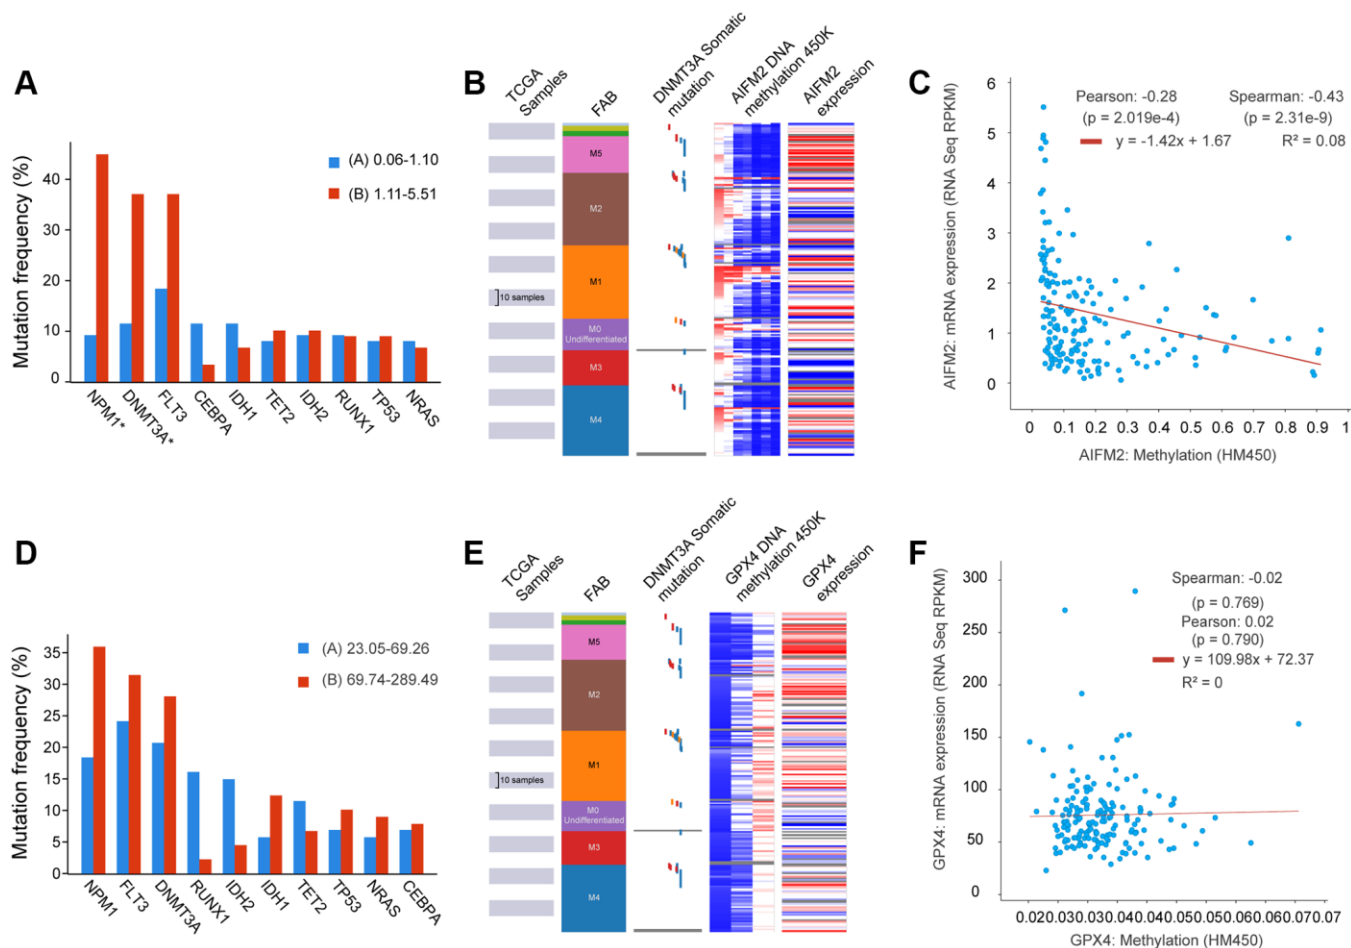 A
Mutation frequency (%)
40
30
20
10
0
(A) 0.06-1.10
(B) 1.11-5.51
NPM1*
DNMT3A*
FLT3
CEBPA
IDH1
TET2
IDH2
RUNX1
TP53
NRAS
B
TCGA
Samples
FAB
DNMT3A Somatic
mutation
AIFM2 DNA
methylation 450K
AIFM2
expression
M5
M2
M1
10 samples
M0
Undifferentiated
M3
M4
C
AIFM2: mRNA expression (RNA Seq RPKM)
6
5
4
3
2
1
0
Pearson: -0.28
(p = 2.019e-4)
Spearman: -0.43
(p = 2.31e-9)
y = -1.42x + 1.67
R² = 0.08
0 0.1 0.2 0.3 0.4 0.5 0.6 0.7 0.8 0.9 1
AIFM2: Methylation (HM450)
D
Mutation frequency (%)
35
30
25
20
15
10
5
0
(A) 23.05-69.26
(B) 69.74-289.49
NPM1
FLT3
DNMT3A
RUNX1
IDH2
IDH1
TET2
TP53
NRAS
CEBPA
E
TCGA
Samples
FAB
DNMT3A Somatic
mutation
GPX4 DNA
methylation 450K
GPX4
expression
M5
M2
M1
10 samples
M0
Undifferentiated
M3
M4
F
GPX4: mRNA expression (RNA Seq RPKM)
300
250
200
150
100
50
0
Spearman: -0.02
(p = 0.769)
Pearson: 0.02
(p = 0.790)
y = 109.98x + 72.37
R² = 0
0.020.030.030.040.040.050.050.060.060.070.07
GPX4: Methylation (HM450)